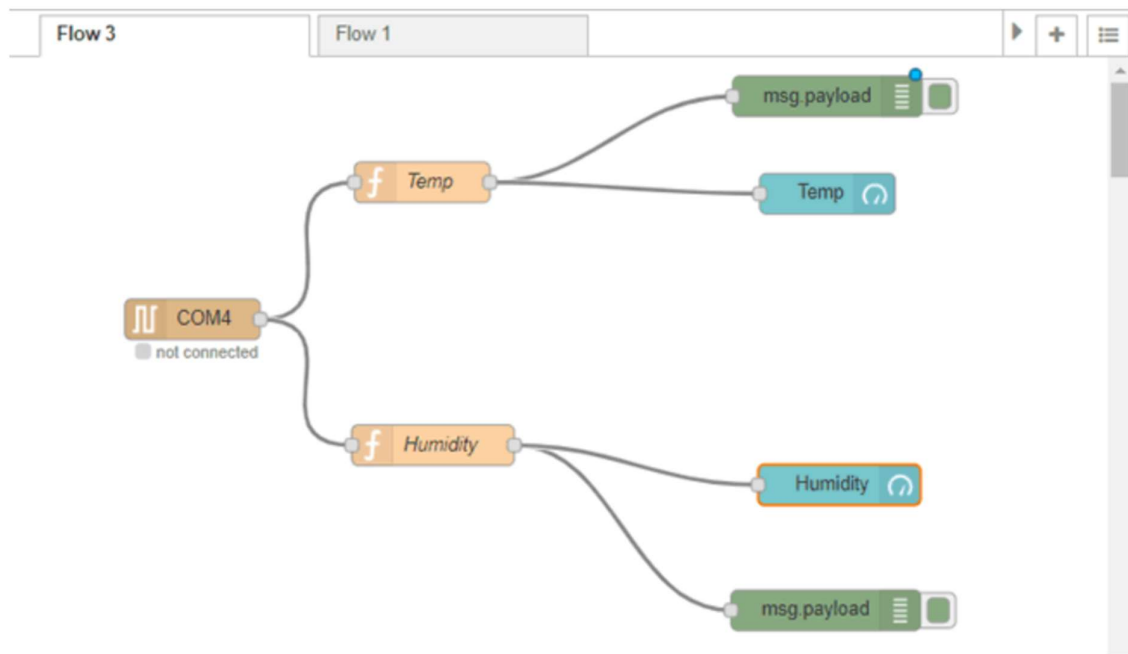 Flow 3
Flow 1
msg.payload
Temp
Temp
COM4
not connected
Humidity
Humidity
msg.payload